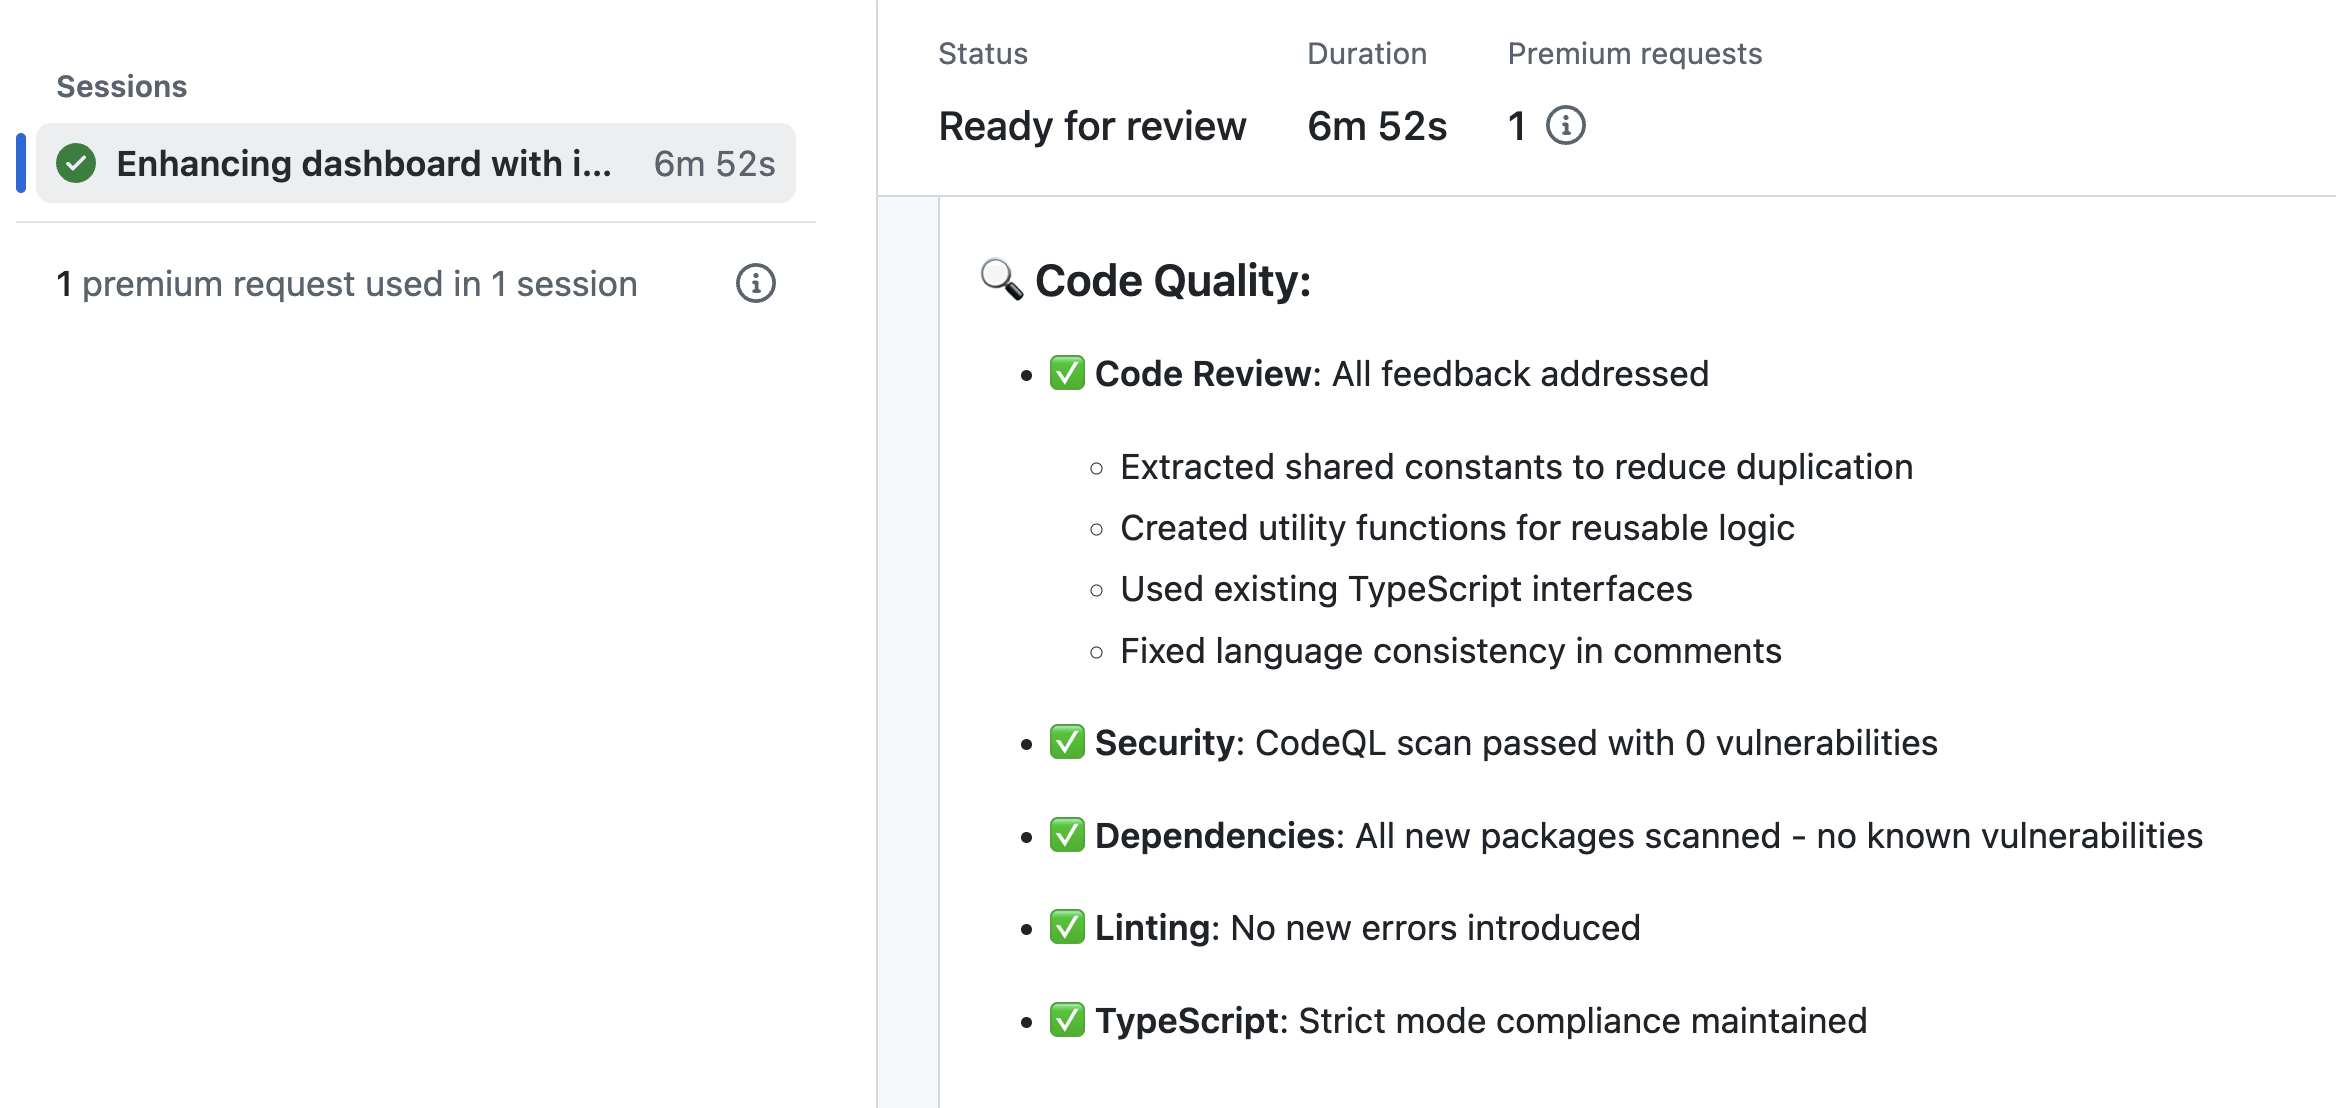 Sessions
Enhancing dashboard with i... 6m 52s
1 premium request used in 1 session
Status Duration Premium requests
Ready for review 6m 52s 1
🔍 Code Quality:
• ✅ Code Review: All feedback addressed
◦ Extracted shared constants to reduce duplication
◦ Created utility functions for reusable logic
◦ Used existing TypeScript interfaces
◦ Fixed language consistency in comments
• ✅ Security: CodeQL scan passed with 0 vulnerabilities
• ✅ Dependencies: All new packages scanned - no known vulnerabilities
• ✅ Linting: No new errors introduced
• ✅ TypeScript: Strict mode compliance maintained